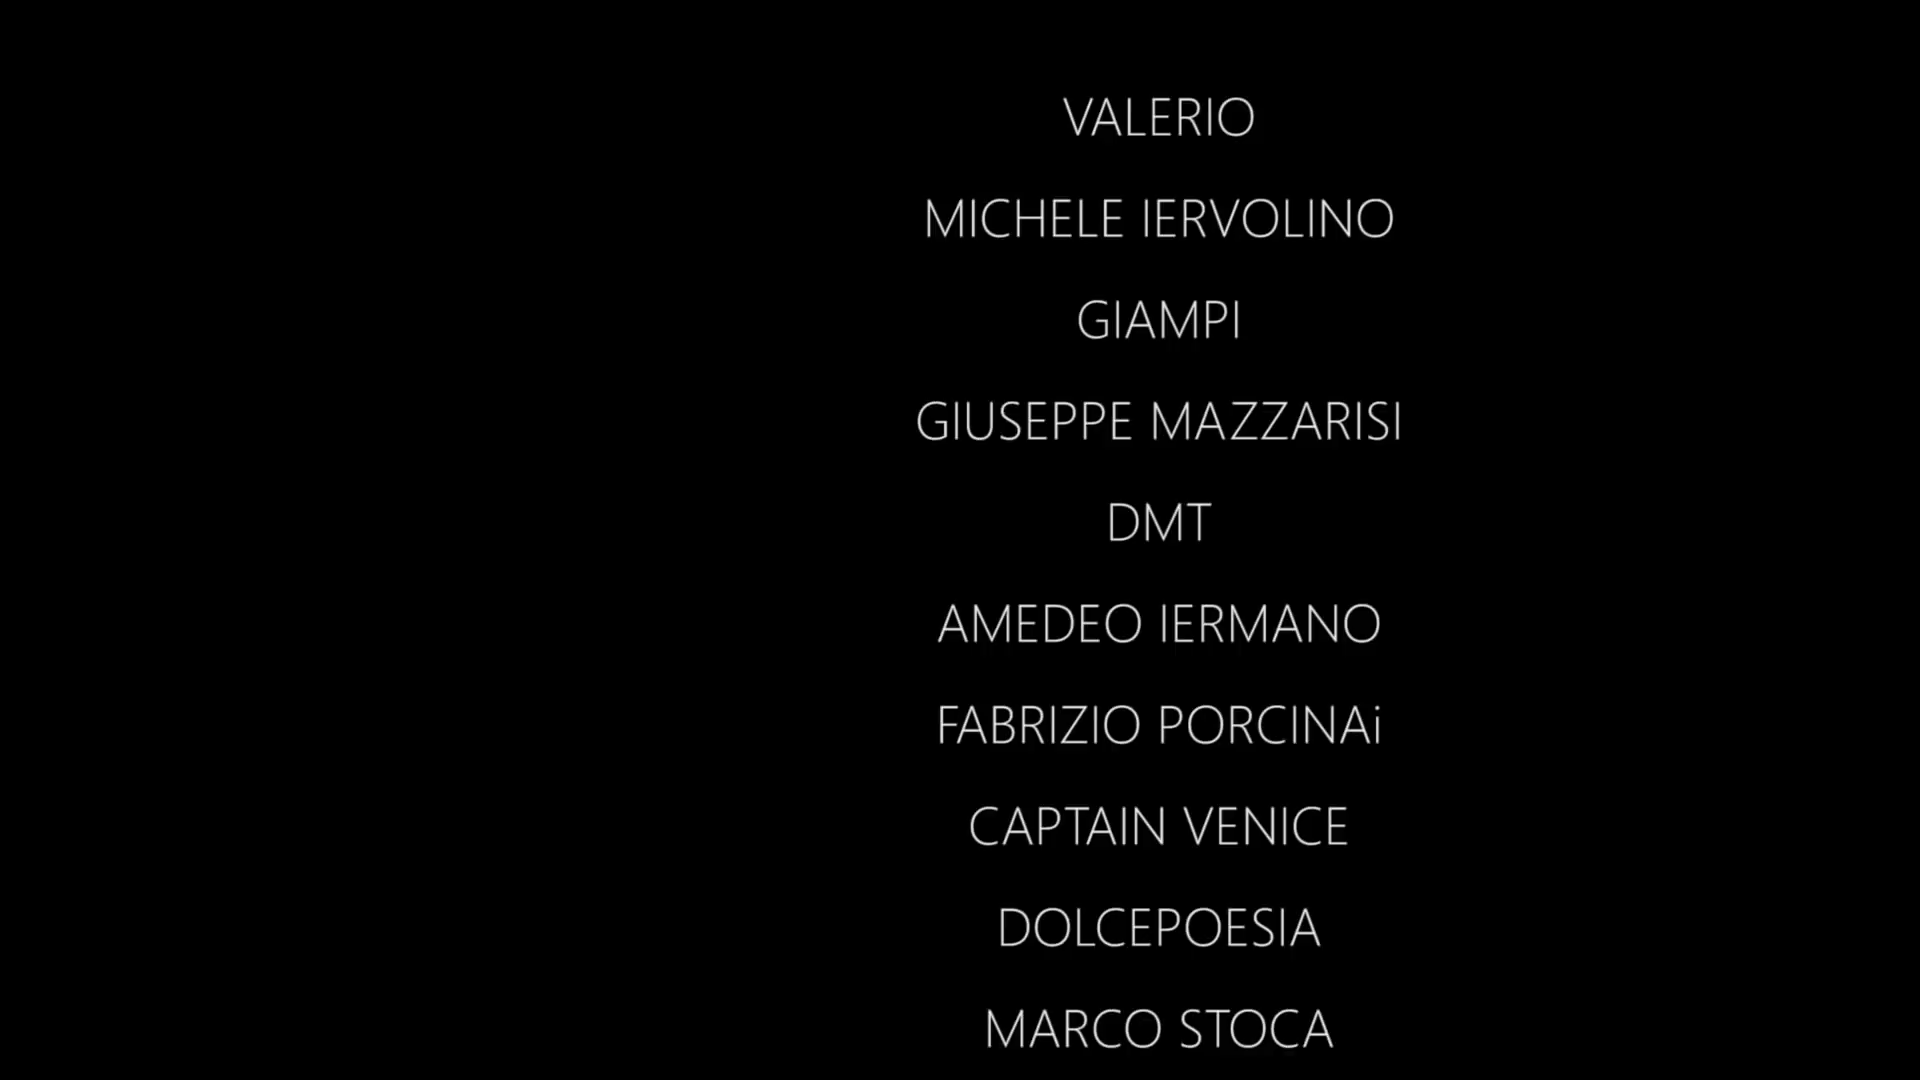 VALERIO
MICHELE IERVOLINO
GIAMPI
GIUSEPPE MAZZARISI
DMT
AMEDEO IERMANO
FABRIZIO PORCINAi
CAPTAIN VENICE
DOLCEPOESIA
MARCO STOCA